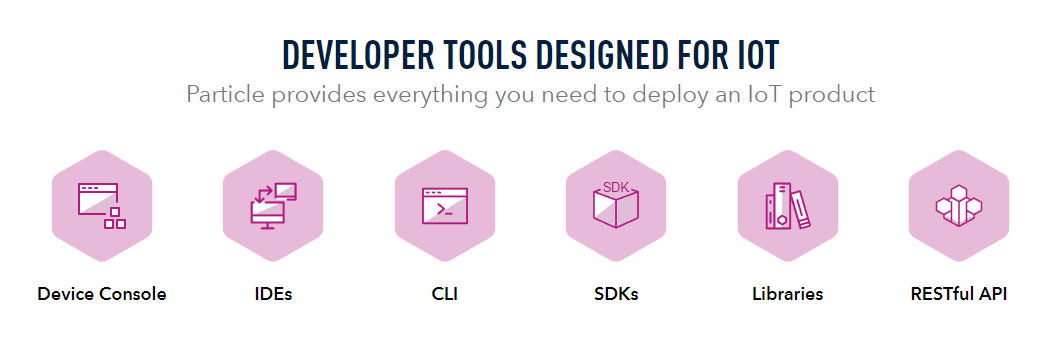 DEVELOPER TOOLS DESIGNED FOR IOT
Particle provides everything you need to deploy an IoT product
SDK
Device Console
IDEs
CLI
SDKs
Libraries
RESTful API